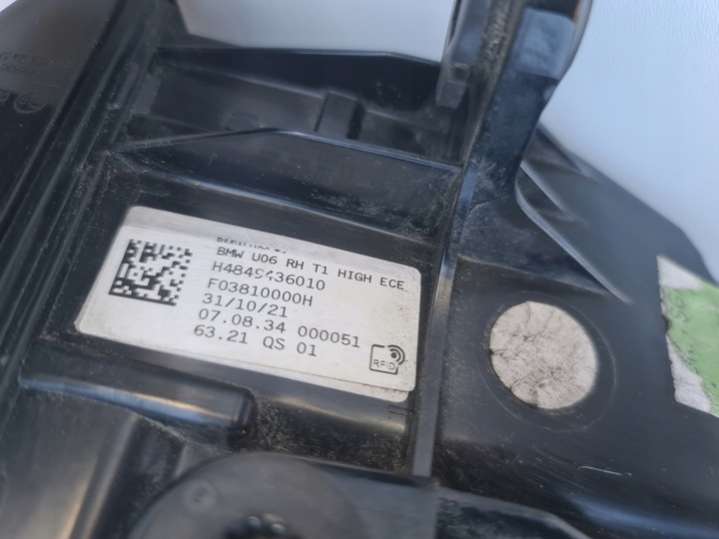 BMW U06 RH T1 HIGH ECE
H4849436010
F03810000H
31/10/21
07.08.34 000051
63.21 QS 01
RFID